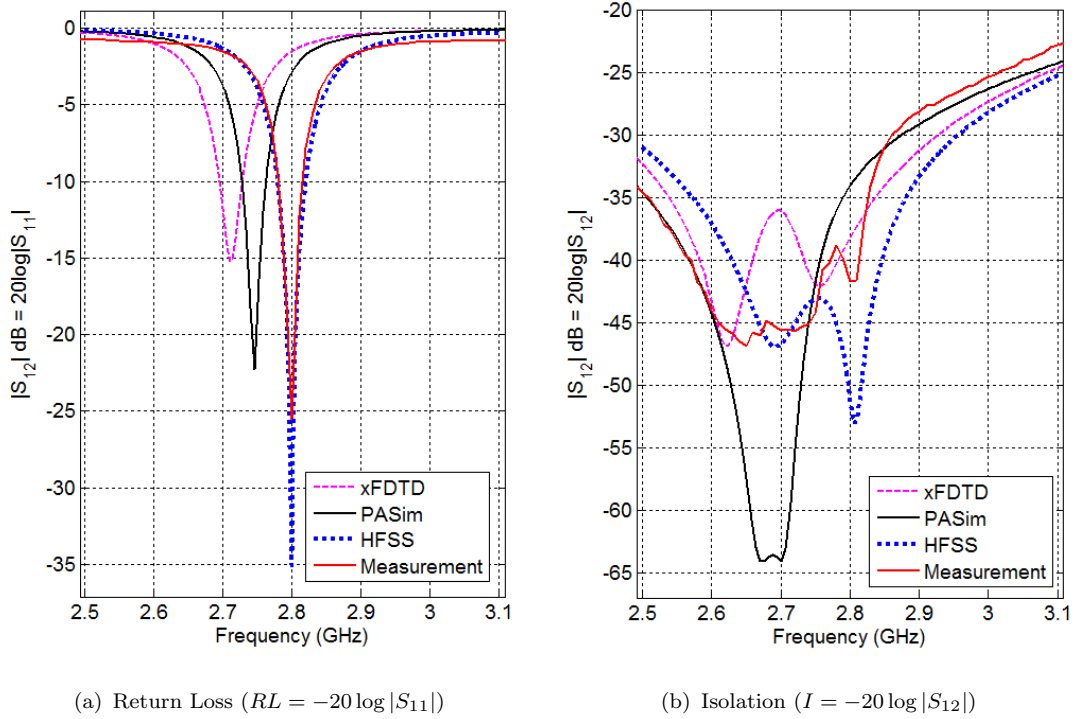 0
-5
-10
-15
-20
-25
-30
-35
|S12| dB = 20log|S11|
2.5 2.6 2.7 2.8 2.9 3 3.1
Frequency (GHz)
xFDTD
PASim
HFSS
Measurement
(a) Return Loss (RL = −20 log |S11|)
-20
-25
-30
-35
-40
-45
-50
-55
-60
-65
|S12| dB = 20log|S12|
2.5 2.6 2.7 2.8 2.9 3 3.1
Frequency (GHz)
xFDTD
PASim
HFSS
Measurement
(b) Isolation (I = −20 log |S12|)